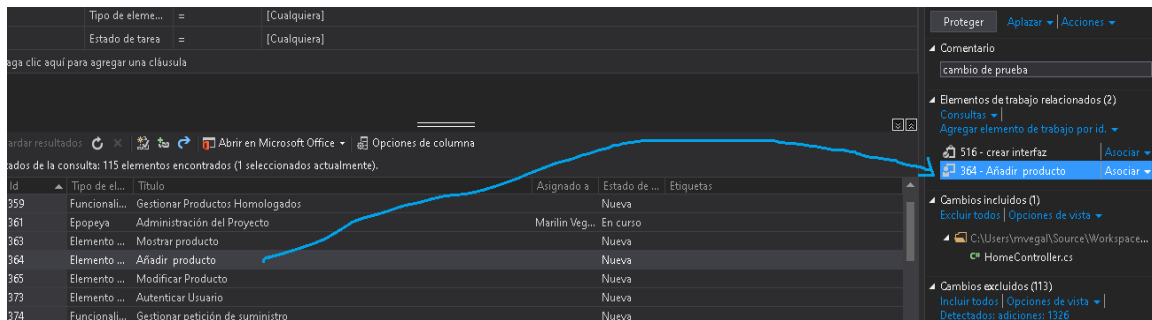 Tipo de eleme... = [Cualquiera]
Estado de tarea = [Cualquiera]
aga clic aquí para agregar una cláusula
ardar resultados Abrir en Microsoft Office Opciones de columna
tados de la consulta: 115 elementos encontrados (1 seleccionados actualmente).
Id Tipo de el... Título Asignado a Estado de ... Etiquetas
359 Funcionali... Gestionar Productos Homologados Nueva
361 Epopeya Administración del Proyecto Marilin Veg... En curso
363 Elemento ... Mostrar producto Nueva
364 Elemento ... Añadir producto Nueva
365 Elemento ... Modificar Producto Nueva
373 Elemento ... Autenticar Usuario Nueva
374 Funcionali... Gestionar petición de suministro Nueva
Proteger Aplazar Acciones
Comentario
cambio de prueba
Elementos de trabajo relacionados (2)
Consultas
Agregar elemento de trabajo por id.
516 - crear interfaz Asociar
364 - Añadir producto Asociar
Cambios incluidos (1)
Excluir todos Opciones de vista
C:\Users\mvegal\Source\Workspace...
C# HomeController.cs
Cambios excluidos (113)
Incluir todos Opciones de vista
Detectados: adiciones: 1326